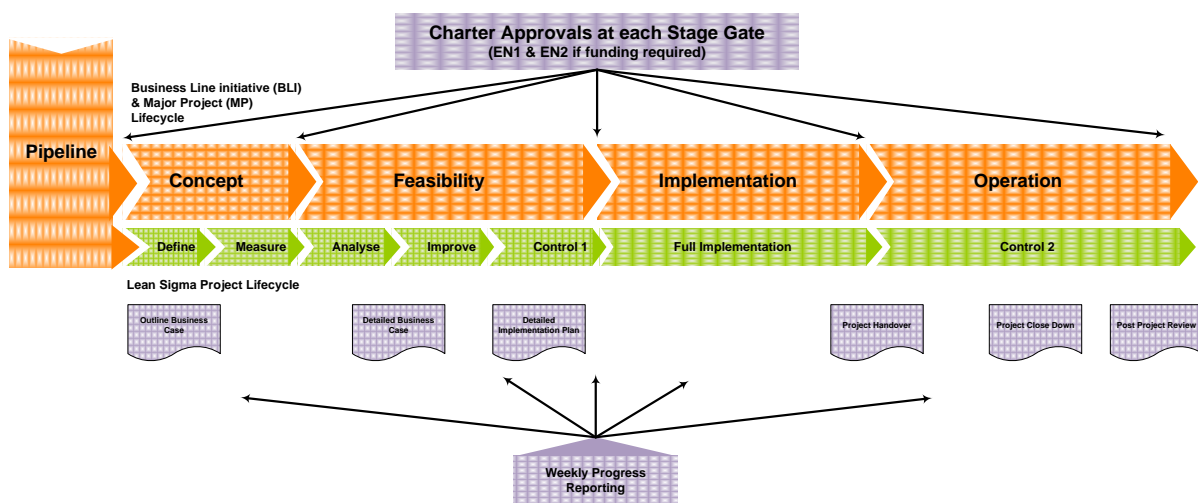 Charter Approvals at each Stage Gate
(EN1 & EN2 if funding required)
Business Line initiative (BLI)
& Major Project (MP)
Lifecycle
Pipeline
Concept
Feasibility
Implementation
Operation
Define
Measure
Analyse
Improve
Control 1
Full Implementation
Control 2
Lean Sigma Project Lifecycle
Outline Business
Case
Detailed Business
Case
Detailed
Implementation Plan
Project Handover
Project Close Down
Post Project Review
Weekly Progress
Reporting